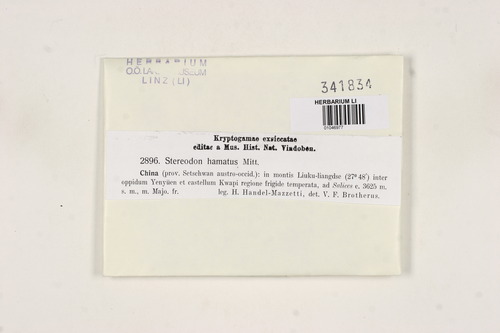 HERBARIUM
O.Ö.LANDESMUSEUM
LINZ (LI)
341834
HERBARIUM LI
01046977
Kryptogamae exsiccatae
editae a Mus. Hist. Nat. Vindobon.
2896. Stereodon hamatus Mitt.
China (prov. Setschwan austro-occid.): in montis Liuku-liangdse (27° 48′) inter
oppidum Yenyüen et castellum Kwapi regione frigide temperata, ad Salices c. 3625 m.
s. m., m. Majo. fr. leg. H. Handel-Mazzetti, det. V. F. Brotherus.